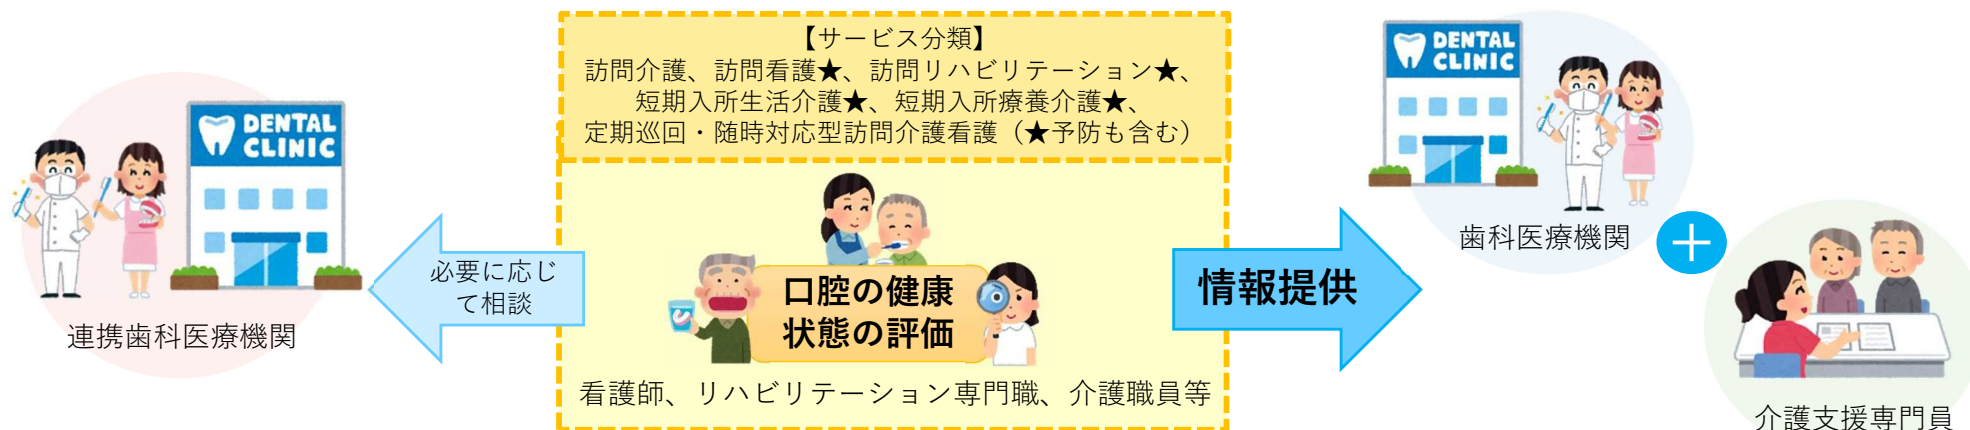 【サービス分類】
訪問介護、訪問看護★、訪問リハビリテーション★、
短期入所生活介護★、短期入所療養介護★、
定期巡回・随時対応型訪問介護看護（★予防も含む）
DENTAL
CLINIC
連携歯科医療機関
必要に応じ
て相談
口腔の健康
状態の評価
看護師、リハビリテーション専門職、介護職員等
情報提供
DENTAL
CLINIC
歯科医療機関
＋
介護支援専門員